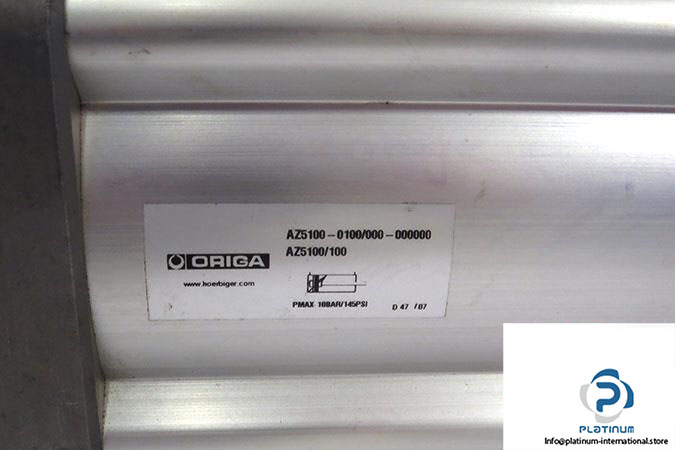 AZ5100-0100/000-000000
AZ5100/100
ORIGA
www.hoerbiger.com
PMAX 10BAR/145PSI D 47 /07
PLATINUM
Info@platinum-international.store